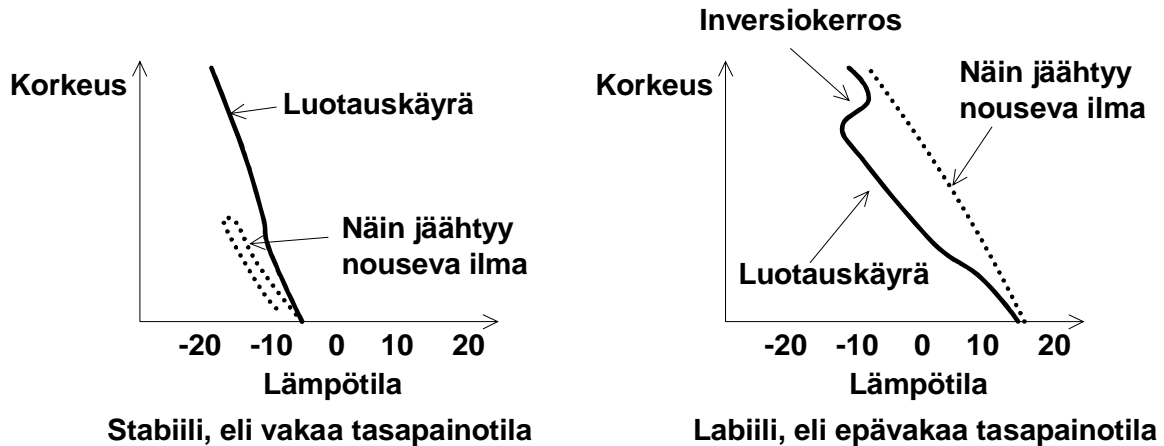 Korkeus
Luotauskäyrä
Näin jäähtyy
nouseva ilma
-20 -10 0 10 20
Lämpötila
Stabiili, eli vakaa tasapainotila
Inversiokerros
Korkeus
Näin jäähtyy
nouseva ilma
Luotauskäyrä
-20 -10 0 10 20
Lämpötila
Labiili, eli epävakaa tasapainotila